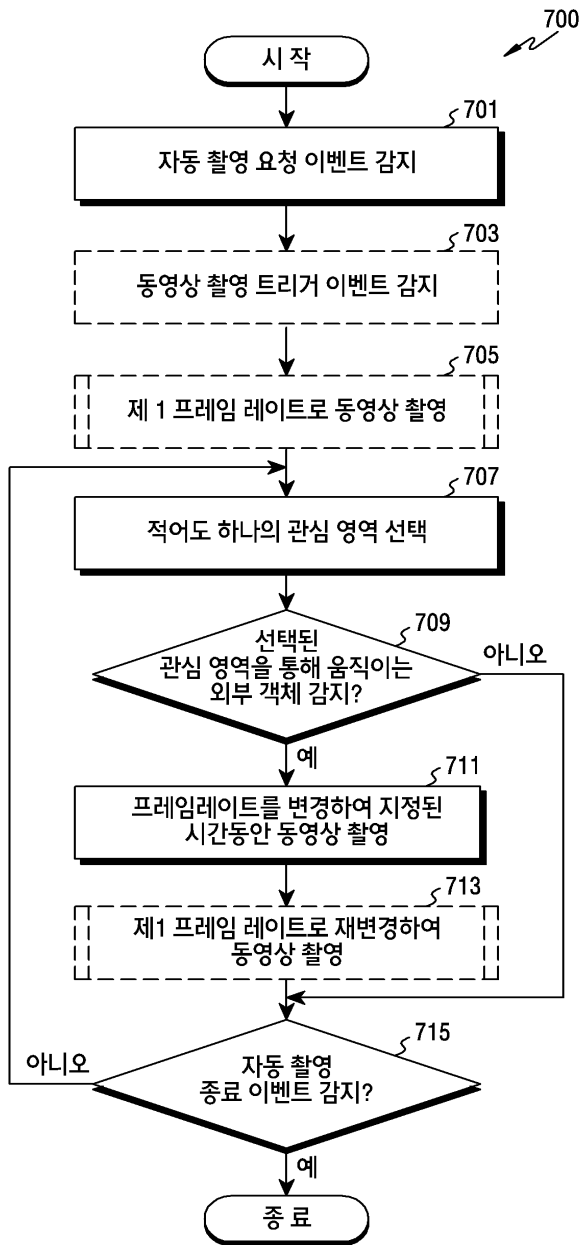 700
시 작
701
자동 촬영 요청 이벤트 감지
703
동영상 촬영 트리거 이벤트 감지
705
제 1 프레임 레이트로 동영상 촬영
707
적어도 하나의 관심 영역 선택
709
선택된
관심 영역을 통해 움직이는
외부 객체 감지?
아니오
예
711
프레임레이트를 변경하여 지정된
시간동안 동영상 촬영
713
제1 프레임 레이트로 재변경하여
동영상 촬영
715
아니오
자동 촬영
종료 이벤트 감지?
예
종 료